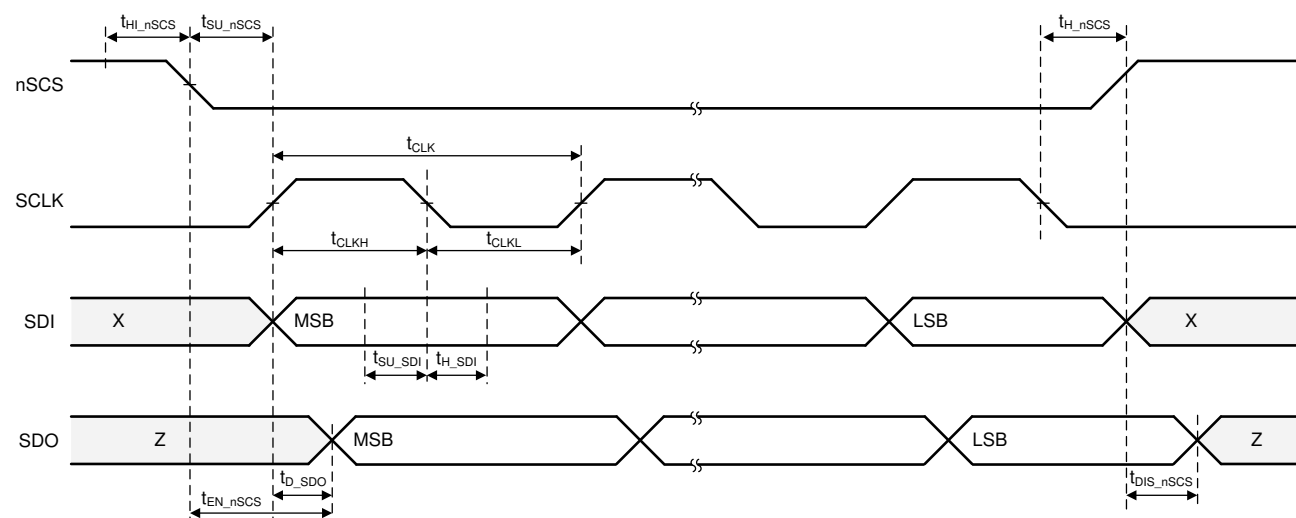 tHI_nSCS tSU_nSCS tH_nSCS
nSCS
tCLK
SCLK
tCLKH tCLKL
SDI X MSB LSB X
tSU_SDI tH_SDI
SDO Z MSB LSB Z
tD_SDO tDIS_nSCS
tEN_nSCS